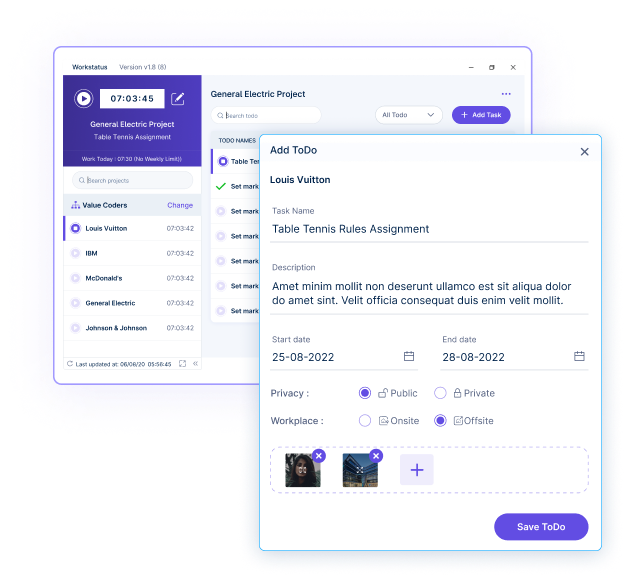 Workstatus Version v1.8 (8)
07:03:45
General Electric Project
Table Tennis Assignment
Work Today : 07:30 (No Weekly Limit))
Search projects
Value Coders Change
Louis Vuitton 07:03:42
IBM 07:03:42
McDonald's 07:03:42
General Electric 07:03:42
Johnson & Johnson 07:03:42
Last updated at: 06/08/20 05:56:45
General Electric Project
Search todo
All Todo
+ Add Task
TODO NAMES
Table Ter
Set mark
Set mark
Set mark
Set mark
Set mark
Set mark
Add ToDo
Louis Vuitton
Task Name
Table Tennis Rules Assignment
Description
Amet minim mollit non deserunt ullamco est sit aliqua dolor
do amet sint. Velit officia consequat duis enim velit mollit.
Start date End date
25-08-2022 28-08-2022
Privacy : Public Private
Workplace : Onsite Offsite
Save ToDo